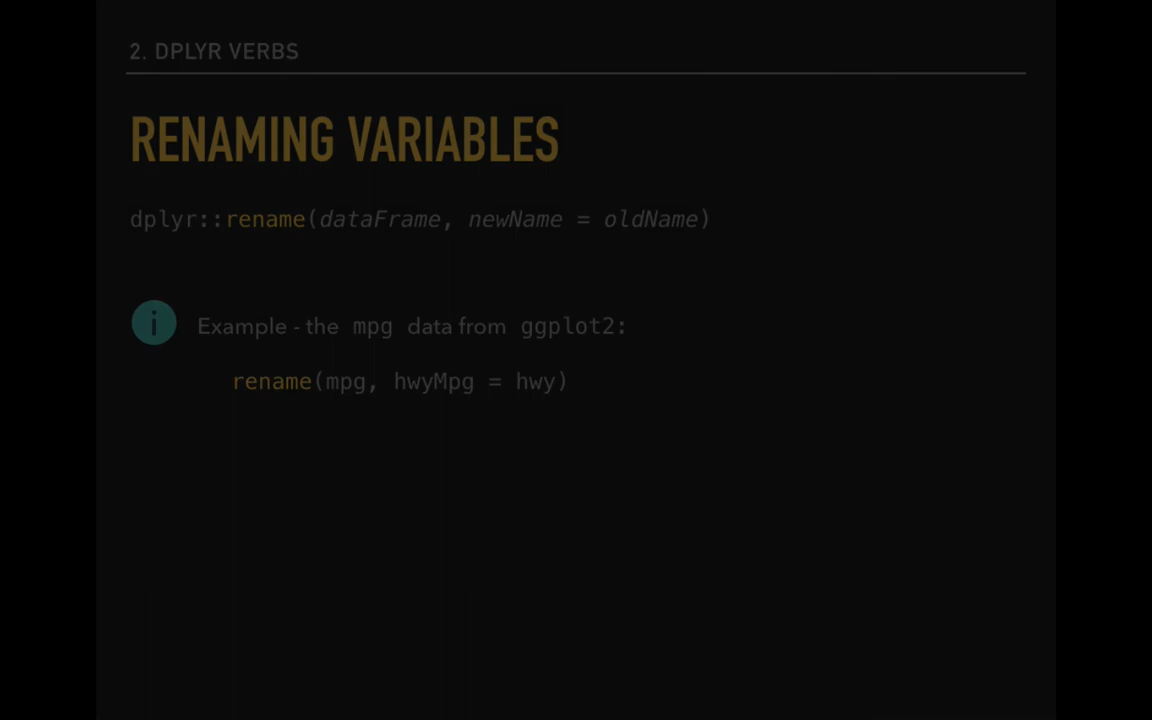 2. DPLYR VERBS
RENAMING VARIABLES
dplyr::rename(dataFrame, newName = oldName)
i Example - the mpg data from ggplot2:
rename(mpg, hwyMpg = hwy)